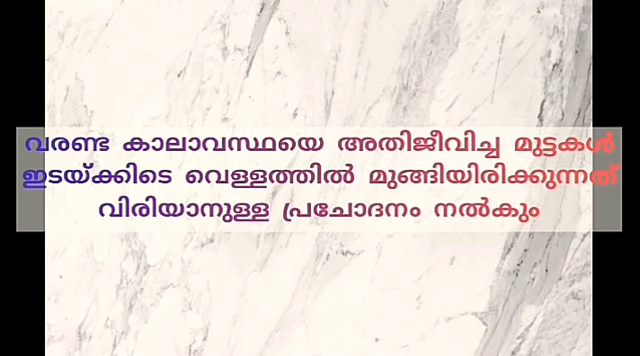 വരണ്ട കാലാവസ്ഥയെ അതിജീവിച്ച മുട്ടകൾ
ഇടയ്ക്കിടെ വെള്ളത്തിൽ മുങ്ങിയിരിക്കുന്നത്
വിരിയാനുള്ള പ്രചോദനം നൽകും